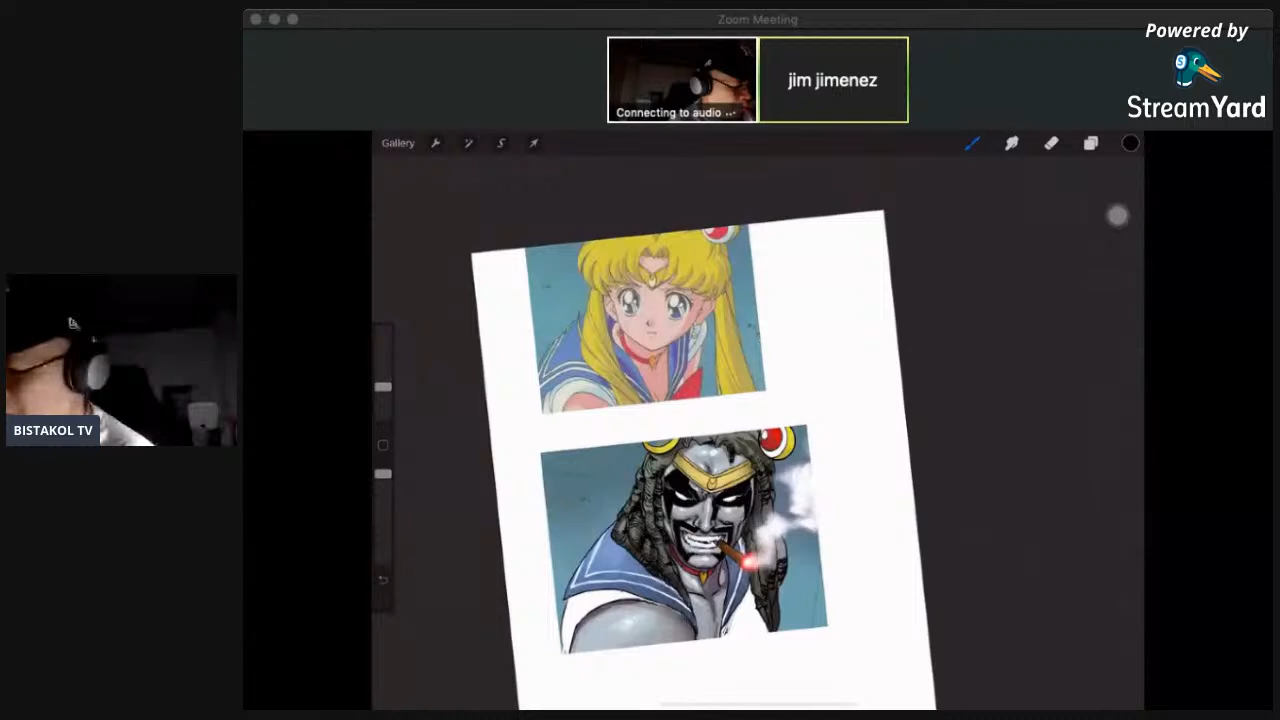 Zoom Meeting
Powered by
StreamYard
Connecting to audio ...
jim jimenez
Gallery
BISTAKOL TV